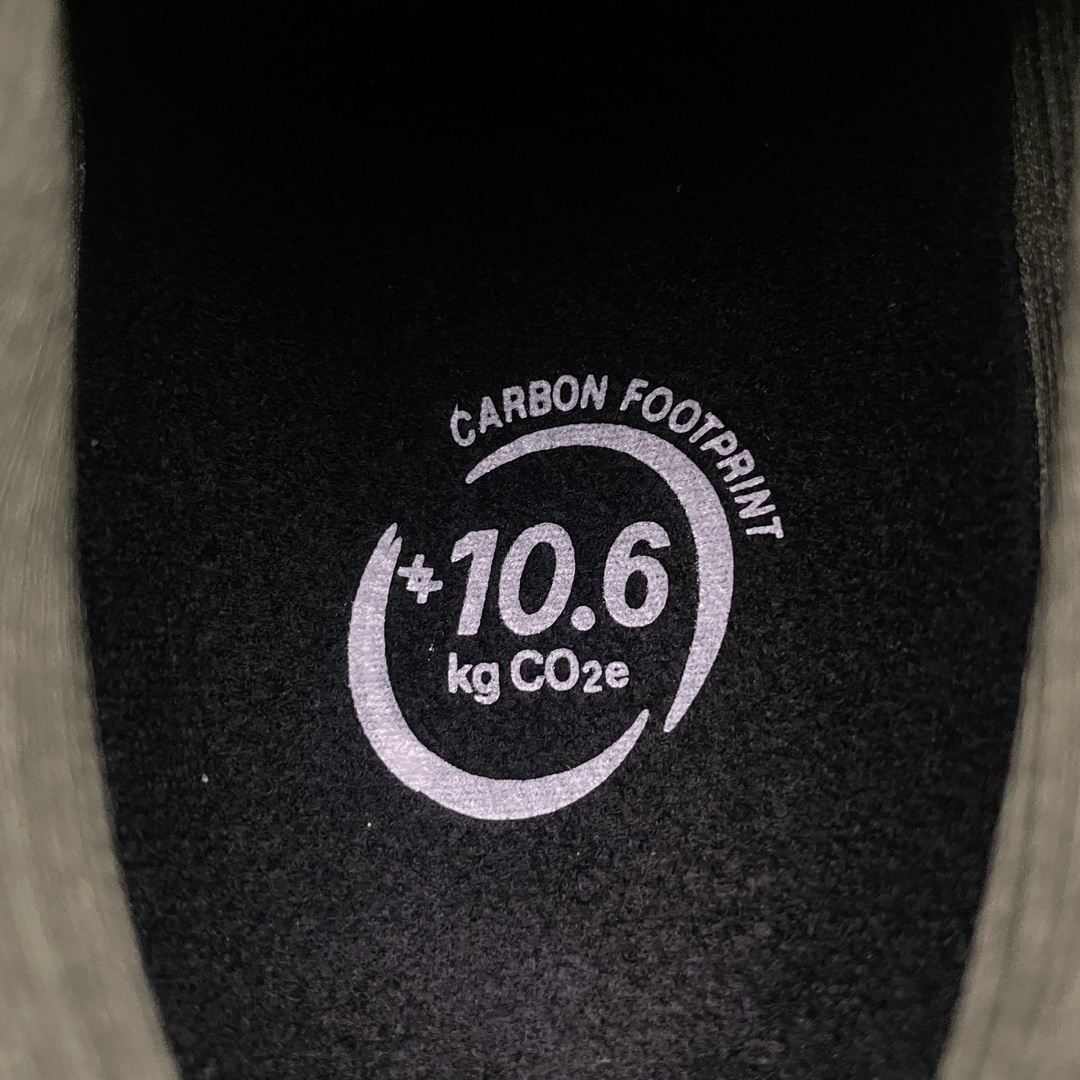 CARBON FOOTPRINT
+10.6
kg CO₂e